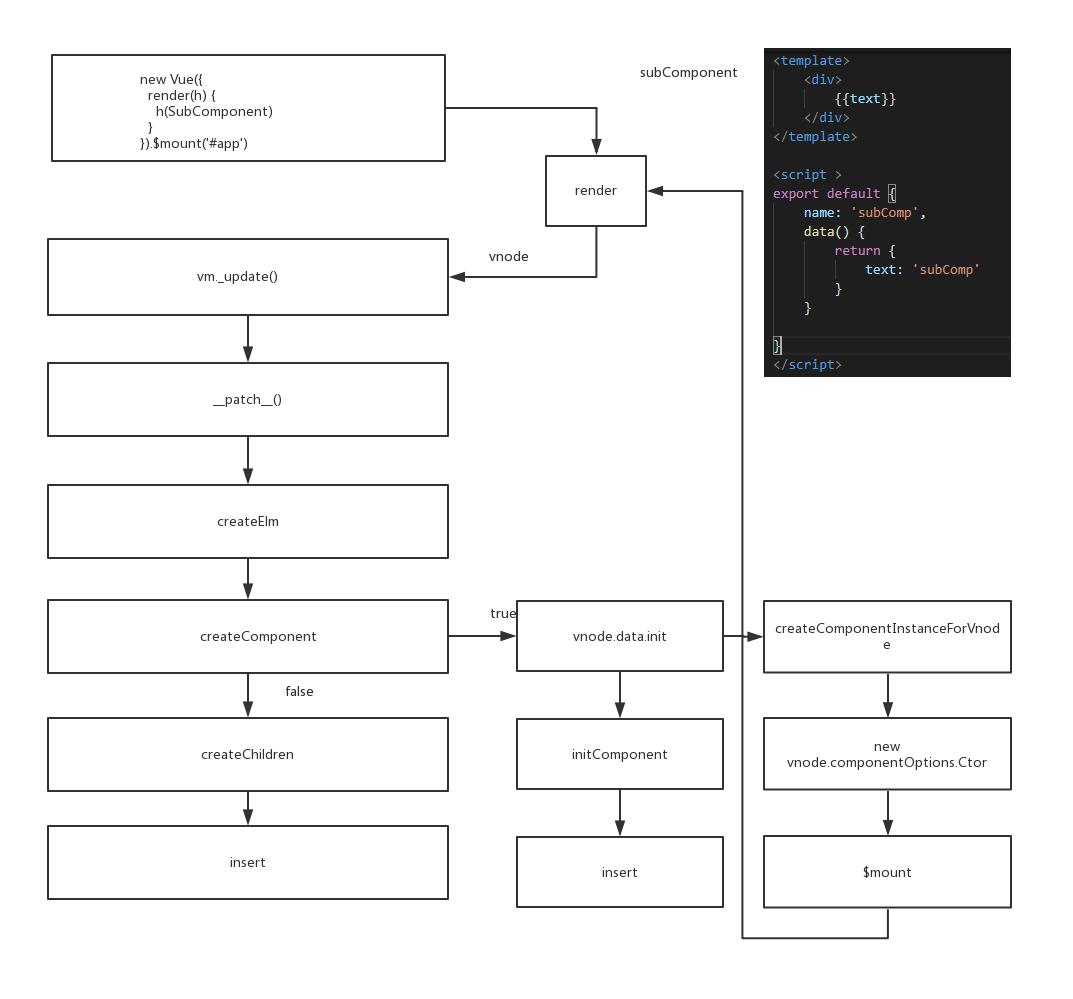 new Vue({
render(h) {
h(SubComponent)
}
}).$mount('#app')
subComponent
<template>
<div>
{{text}}
</div>
</template>
<script >
export default {
name: 'subComp',
data() {
return {
text: 'subComp'
}
}
}
</script>
render
vnode
vm._update()
__patch__()
createElm
createComponent
true
vnode.data.init
createComponentInstanceForVnod
e
false
createChildren
initComponent
new
vnode.componentOptions.Ctor
insert
insert
$mount